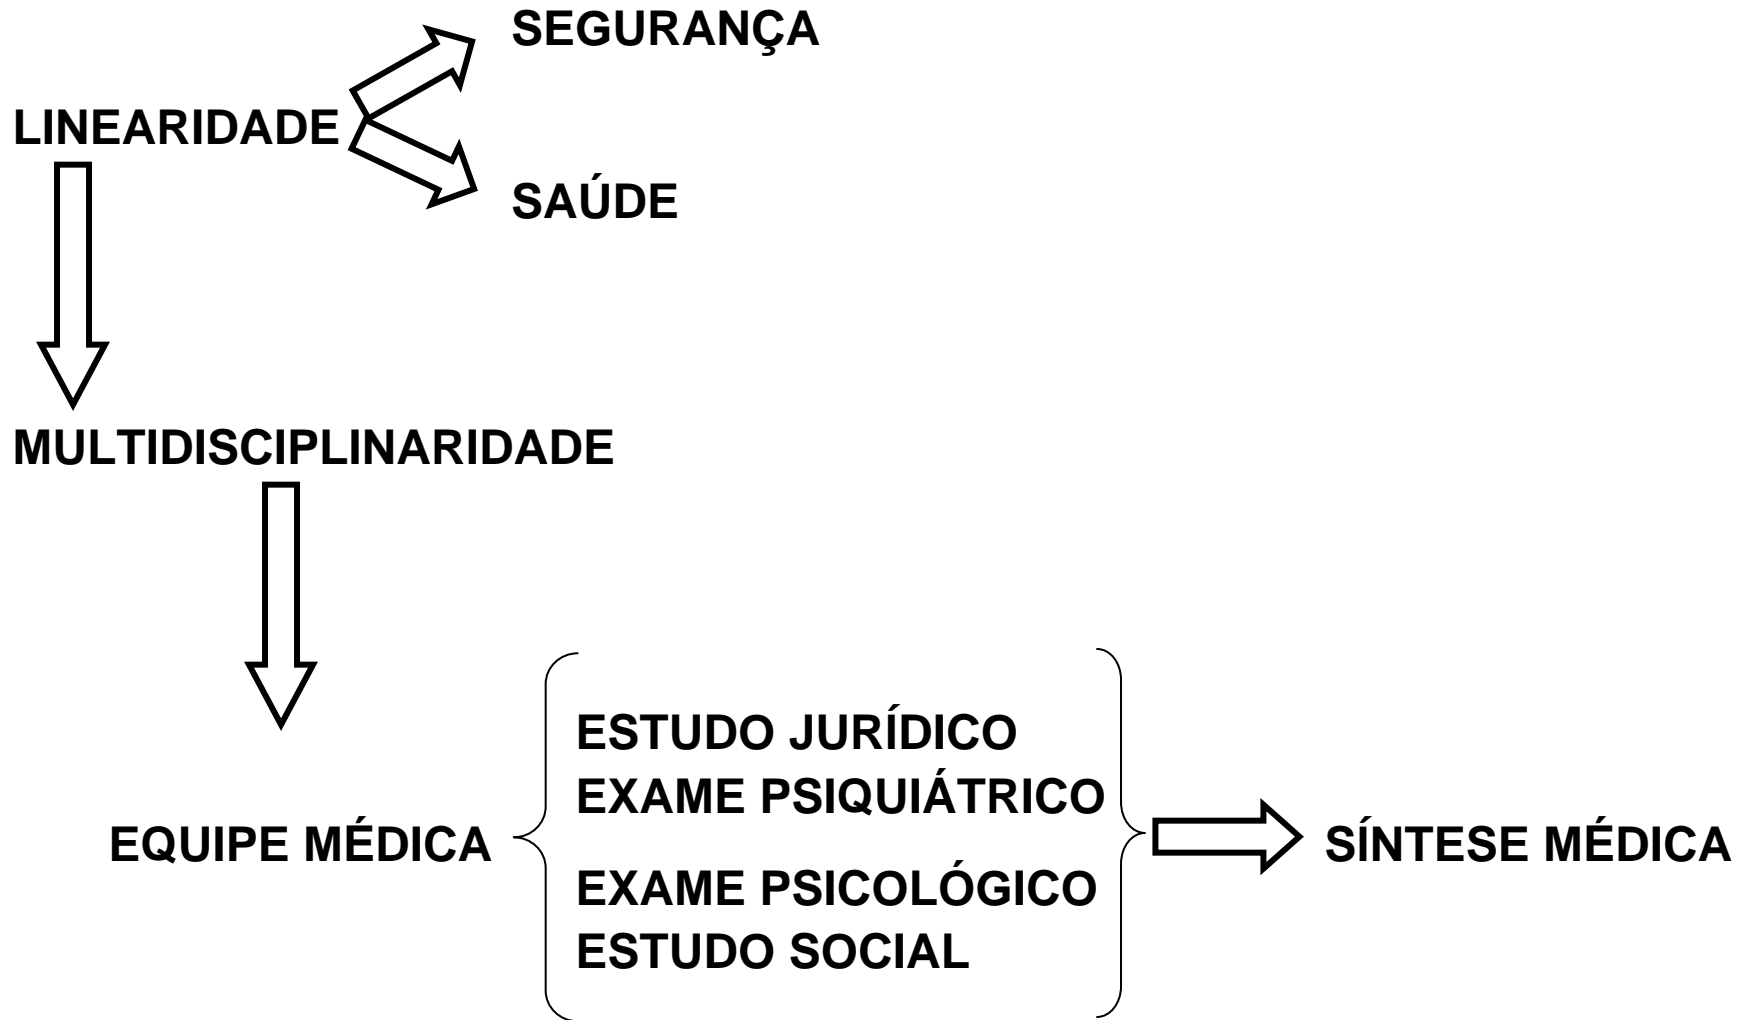 SEGURANÇA
LINEARIDADE
SAÚDE
MULTIDISCIPLINARIDADE
ESTUDO JURÍDICO
EXAME PSIQUIÁTRICO
EQUIPE MÉDICA
SÍNTESE MÉDICA
EXAME PSICOLÓGICO
ESTUDO SOCIAL